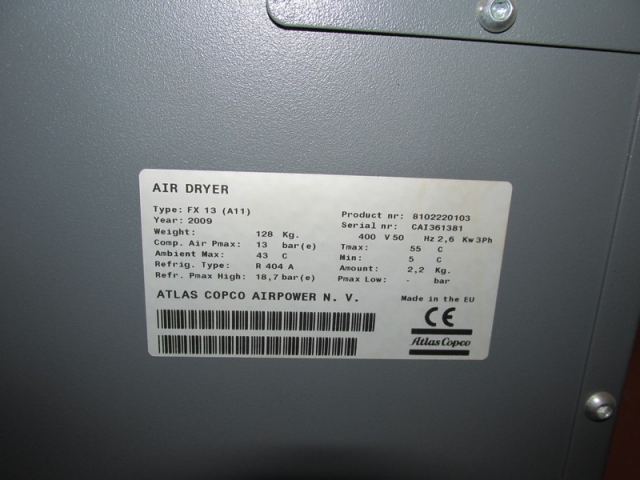 AIR DRYER
Type: FX 13 (A11) Product nr: 8102220103
Year: 2009 Serial nr: CAI361381
Weight: 128 Kg. 400 V 50 Hz 2,6 Kw 3Ph
Comp. Air Pmax: 13 bar(e) Tmax: 55 C
Ambient Max: 43 C Min: 5 C
Refrig. Type: R 404 A Amount: 2,2 Kg.
Refr. Pmax High: 18,7 bar(e) Pmax Low: - bar
ATLAS COPCO AIRPOWER N. V. Made in the EU
CE
Atlas Copco